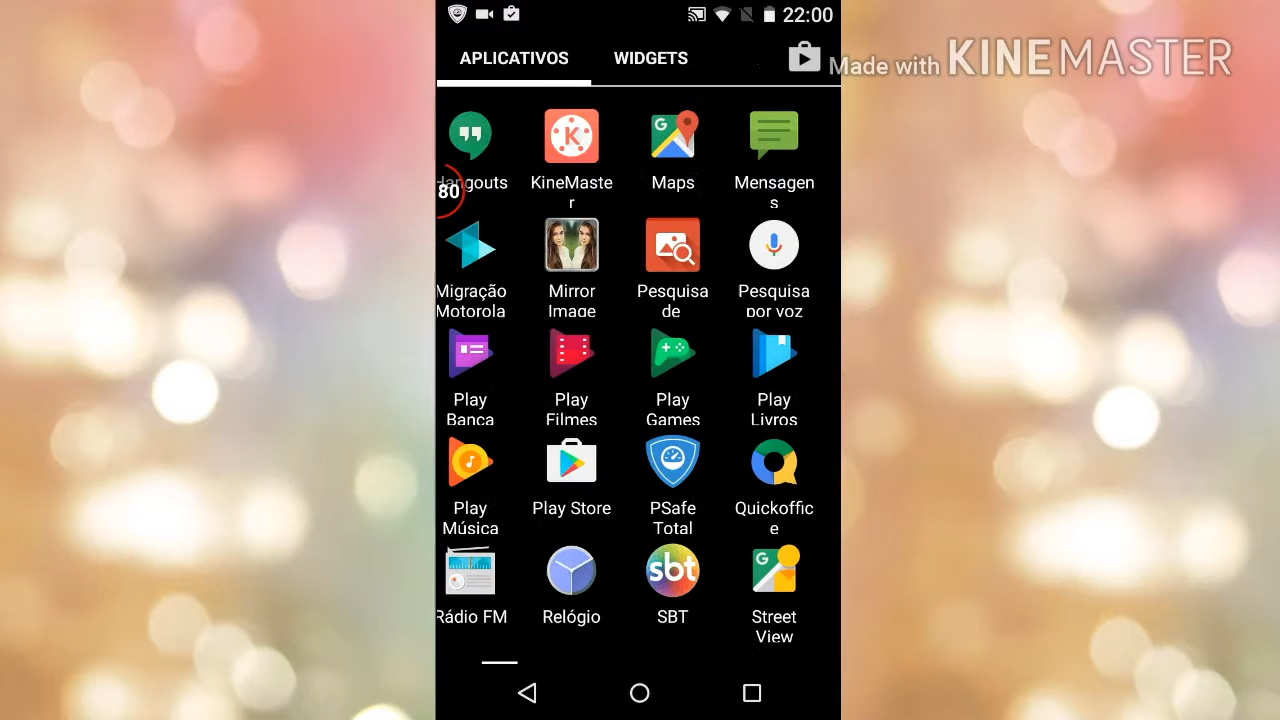 22:00
APLICATIVOS WIDGETS
Made with KINEMASTER
Hangouts KineMaste Maps Mensagen
r s
80
Migração Mirror Pesquisa Pesquisa
Motorola Image de por voz
Play Play Play Play
Banca Filmes Games Livros
Play Play Store PSafe Quickoffic
Música Total e
sbt
Rádio FM Relógio SBT Street
View